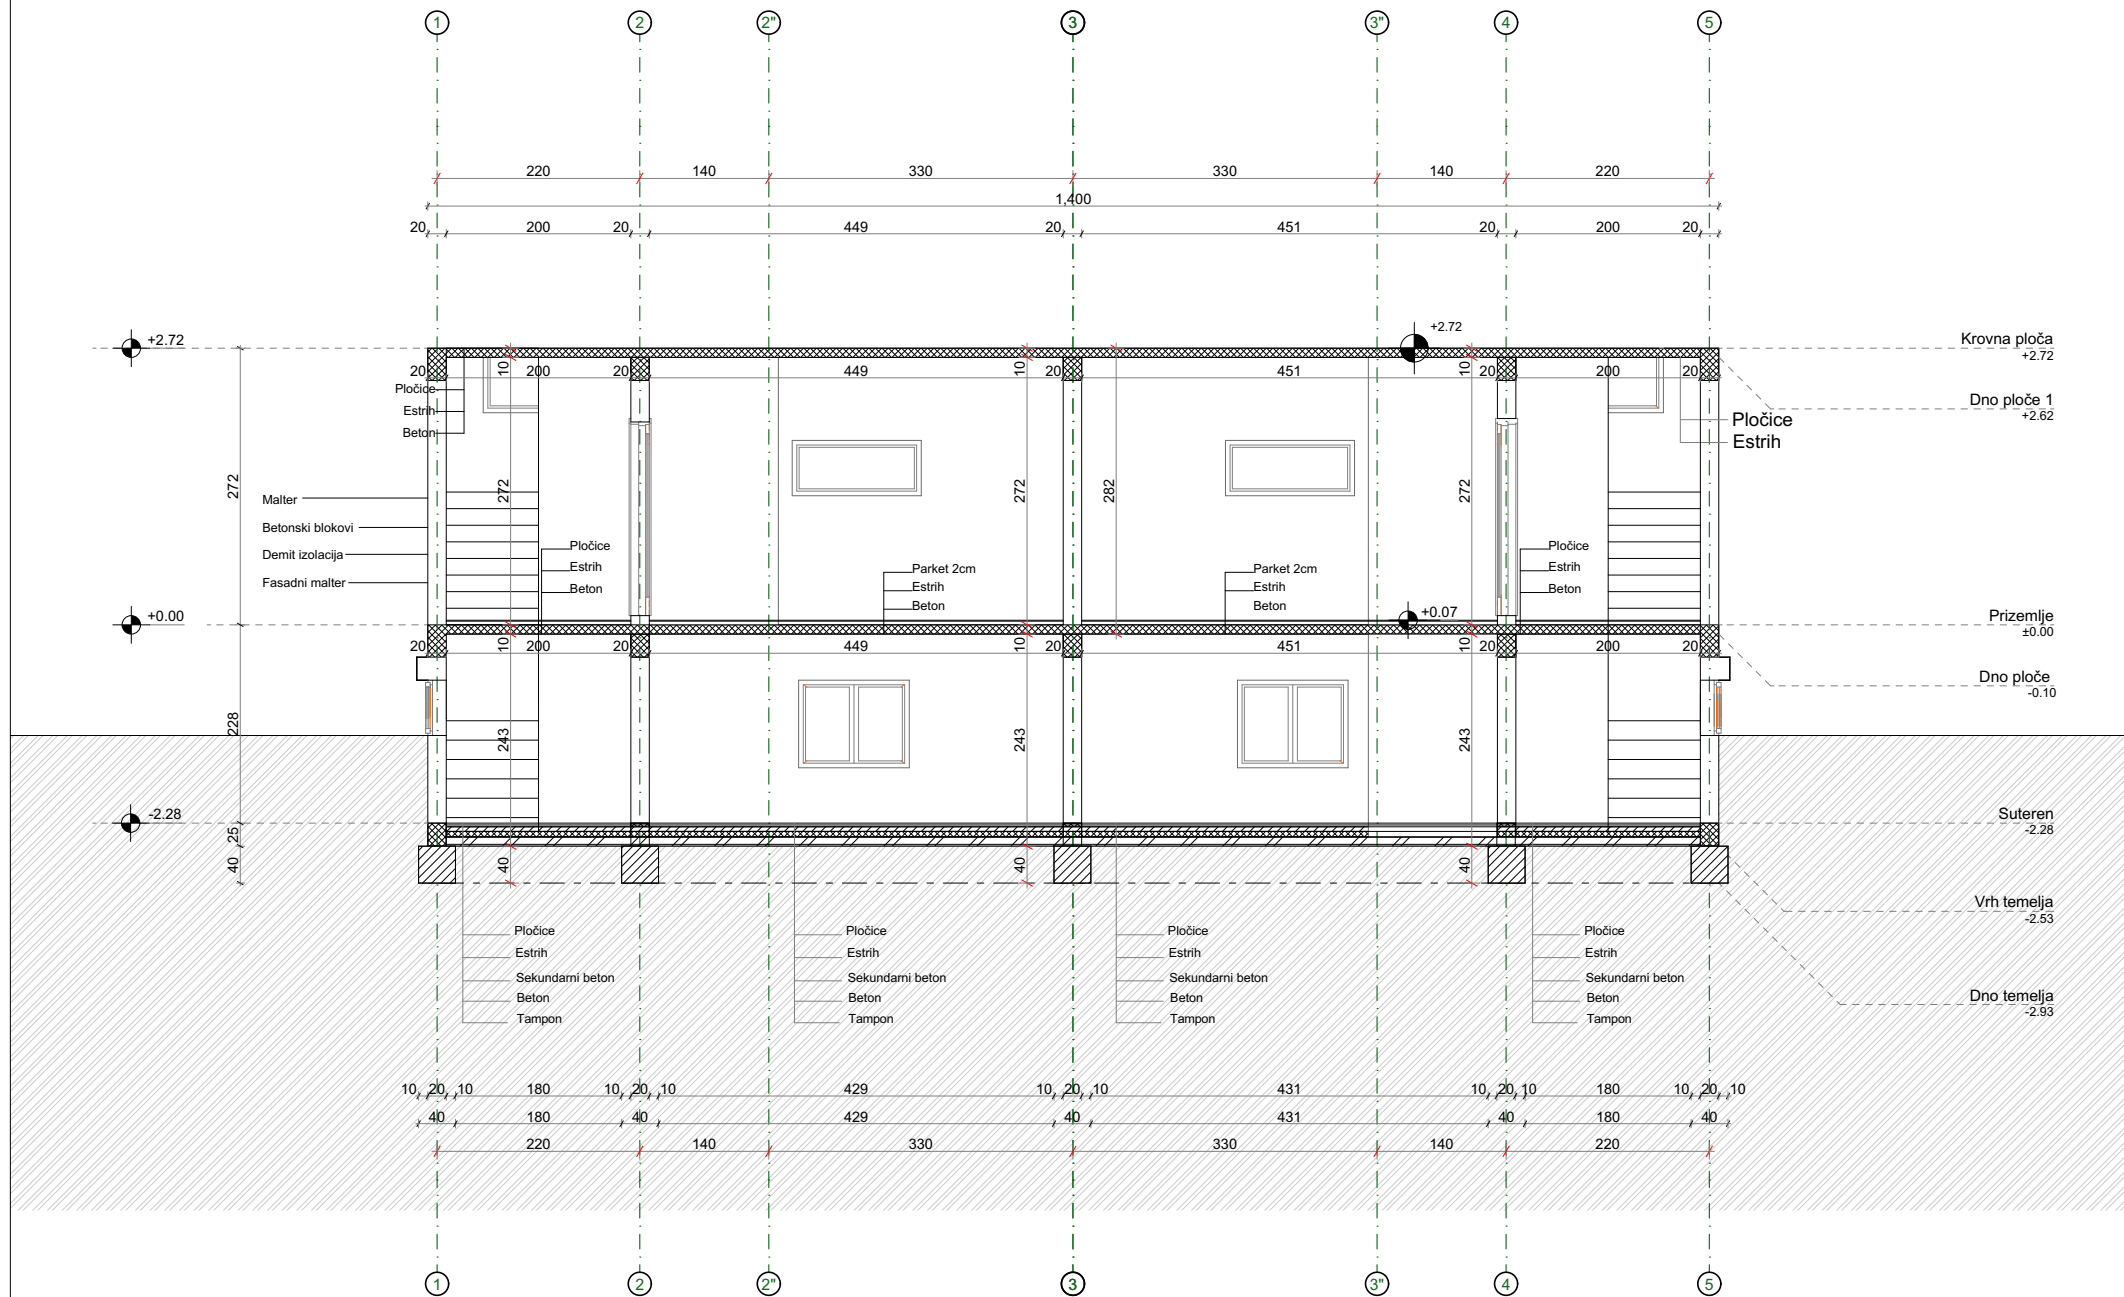 1 2 2" 3 3" 4 5
220 140 330 330 140 220
1,400
20 200 20 449 20 451 20 200 20
+2.72
+2.72
Krovna ploča
+2.72
20 10 200 20 449 10 20 451 10 20 200 20
Pločice
Estrih
Beton
Dno ploče 1
+2.62
Pločice
Estrih
272
272
272
282
272
Malter
Betonski blokovi
Demit izolacija
Fasadni malter
Pločice
Estrih
Beton
Parket 2cm
Estrih
Beton
Parket 2cm
Estrih
Beton
Pločice
Estrih
Beton
+0.00
+0.07
Prizemlje
±0.00
20 10 200 20 449 10 20 451 10 20 200 20
Dno ploče
-0.10
228
243
243
243
-2.28
Suteren
-2.28
25
40
40
40
40
Vrh temelja
-2.53
Pločice
Estrih
Sekundarni beton
Beton
Tampon
Pločice
Estrih
Sekundarni beton
Beton
Tampon
Pločice
Estrih
Sekundarni beton
Beton
Tampon
Pločice
Estrih
Sekundarni beton
Beton
Tampon
Dno temelja
-2.93
10 20 10 180 10 20 10 429 10 20 10 431 10 20 10 180 10 20 10
40 180 40 429 40 431 40 180 40
220 140 330 330 140 220
1 2 2" 3 3" 4 5